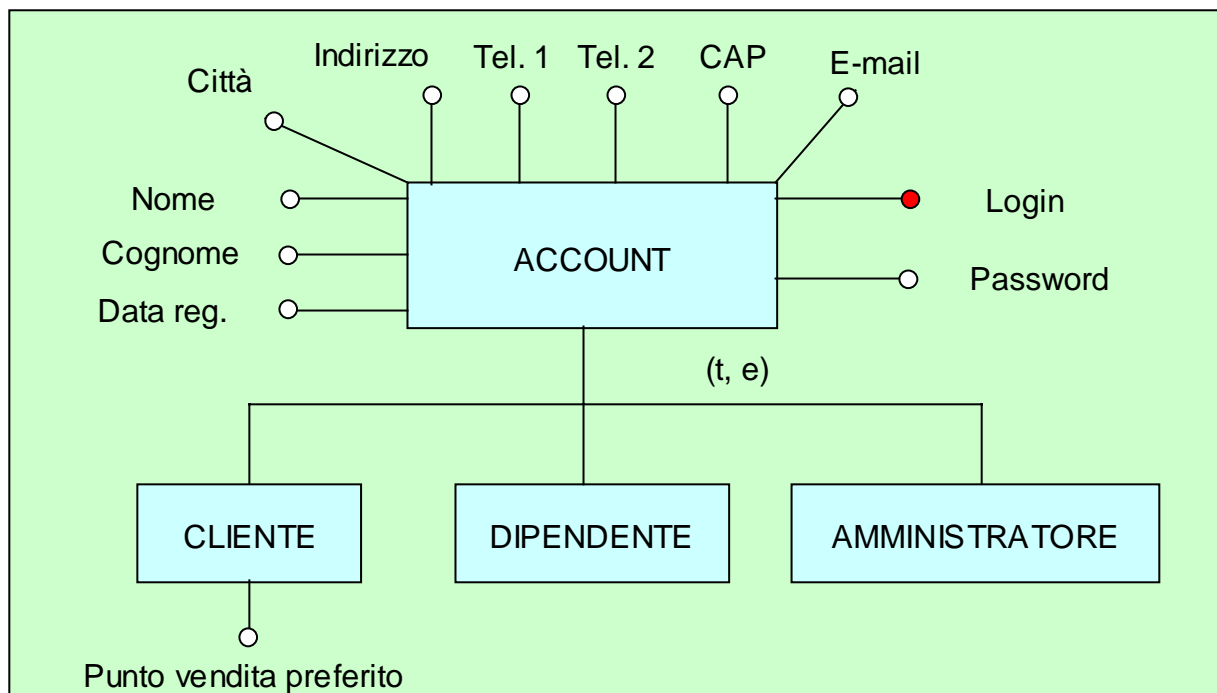 Indirizzo Tel. 1 Tel. 2 CAP E-mail
Città
Nome
Cognome
Data reg.
ACCOUNT
Login
Password
(t, e)
CLIENTE DIPENDENTE AMMINISTRATORE
Punto vendita preferito